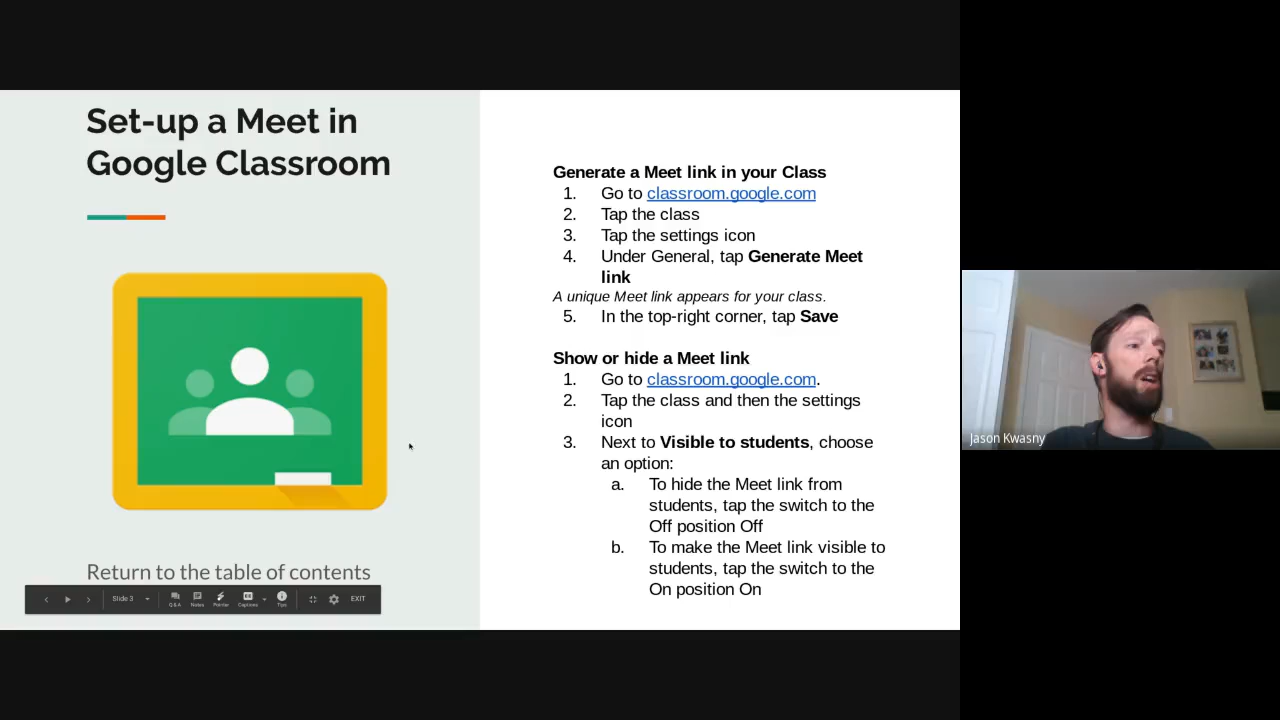 Set-up a Meet in
Google Classroom
Generate a Meet link in your Class
1. Go to classroom.google.com
2. Tap the class
3. Tap the settings icon
4. Under General, tap Generate Meet
link
A unique Meet link appears for your class.
5. In the top-right corner, tap Save
Show or hide a Meet link
1. Go to classroom.google.com.
2. Tap the class and then the settings
icon
3. Next to Visible to students, choose
an option:
a. To hide the Meet link from
students, tap the switch to the
Off position Off
b. To make the Meet link visible to
students, tap the switch to the
On position On
Return to the table of contents
Slide 3 Q&A Notes Pointer Captions Tips EXIT
Jason Kwasny